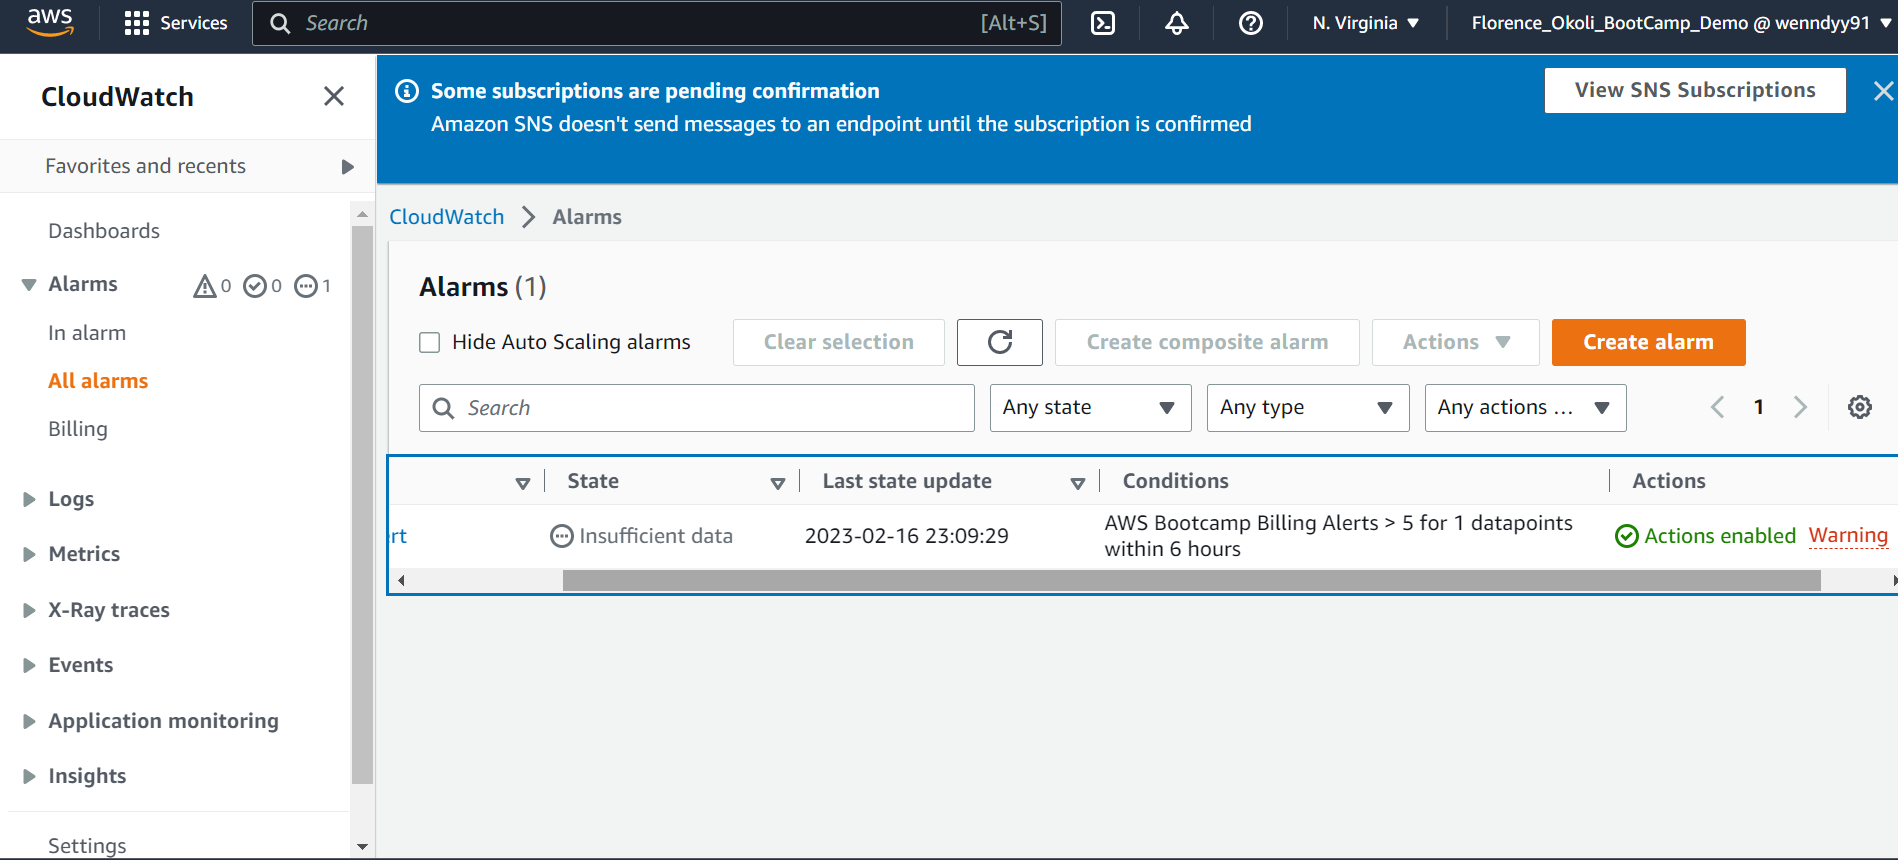 aws
Services
Search
[Alt+S]
N. Virginia
Florence_Okoli_BootCamp_Demo @ wenndyy91
CloudWatch
Favorites and recents
Dashboards
Alarms
0
0
1
In alarm
All alarms
Billing
Logs
Metrics
X-Ray traces
Events
Application monitoring
Insights
Settings
Some subscriptions are pending confirmation
Amazon SNS doesn't send messages to an endpoint until the subscription is confirmed
View SNS Subscriptions
CloudWatch
Alarms
Alarms (1)
Hide Auto Scaling alarms
Clear selection
Create composite alarm
Actions
Create alarm
Search
Any state
Any type
Any actions ...
1
State
Last state update
Conditions
Actions
rt
Insufficient data
2023-02-16 23:09:29
AWS Bootcamp Billing Alerts > 5 for 1 datapoints
within 6 hours
Actions enabled
Warning